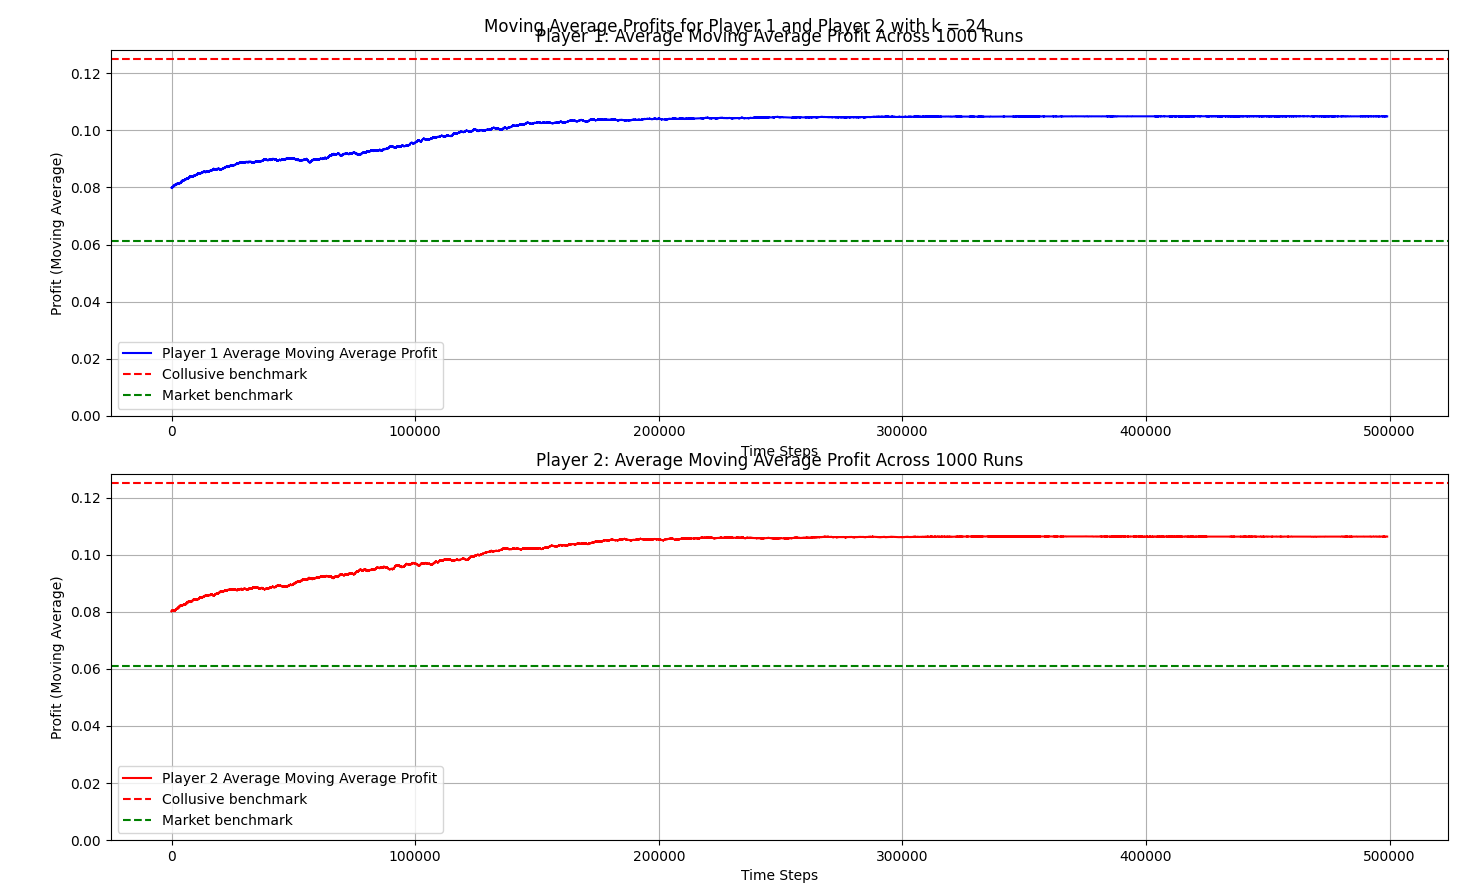 Moving Average Profits for Player 1 and Player 2 with k = 24
Player 1: Average Moving Average Profit Across 1000 Runs
Profit (Moving Average)
0.12
0.10
0.08
0.06
0.04
0.02
0.00
Player 1 Average Moving Average Profit
Collusive benchmark
Market benchmark
0 100000 200000 300000 400000 500000
Time Steps
Player 2: Average Moving Average Profit Across 1000 Runs
Profit (Moving Average)
0.12
0.10
0.08
0.06
0.04
0.02
0.00
Player 2 Average Moving Average Profit
Collusive benchmark
Market benchmark
0 100000 200000 300000 400000 500000
Time Steps